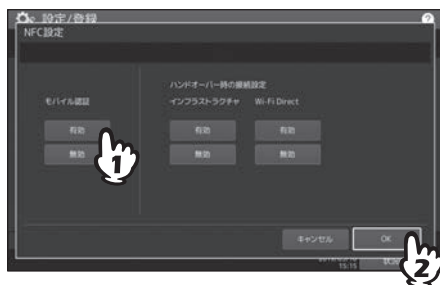 設定/登録
NFC設定
ハンドオーバー時の接続設定
モバイル認証
インフラストラクチャ
Wi-Fi Direct
有効
有効
有効
無効
無効
無効
1
キャンセル
OK
15:15
状況
2